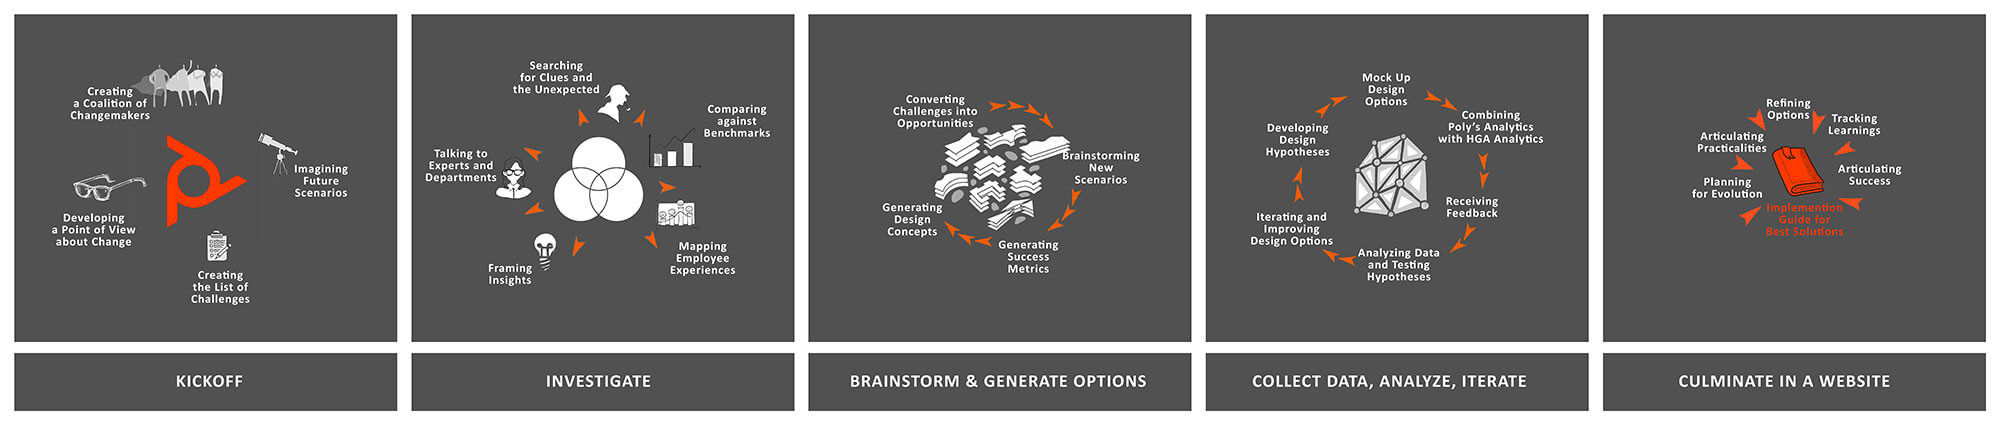 Creating
a Coalition of
Changemakers
Imagining
Future
Scenarios
Developing
a Point of View
about Change
Creating
the List of
Challenges
KICKOFF
Searching
for Clues and
the Unexpected
Comparing
against
Benchmarks
Talking to
Experts and
Departments
Mapping
Employee
Experiences
Framing
Insights
INVESTIGATE
Converting
Challenges into
Opportunities
Brainstorming
New
Scenarios
Generating
Design
Concepts
Generating
Success
Metrics
BRAINSTORM & GENERATE OPTIONS
Mock Up
Design
Options
Combining
Poly's Analytics
with HGA Analytics
Developing
Design
Hypotheses
Receiving
Feedback
Iterating and
Improving
Design Options
Analyzing Data
and Testing
Hypotheses
COLLECT DATA, ANALYZE, ITERATE
Refining
Options
Tracking
Learnings
Articulating
Practicalities
Articulating
Success
Planning
for Evolution
Implemention
Guide for
Best Solutions
CULMINATE IN A WEBSITE